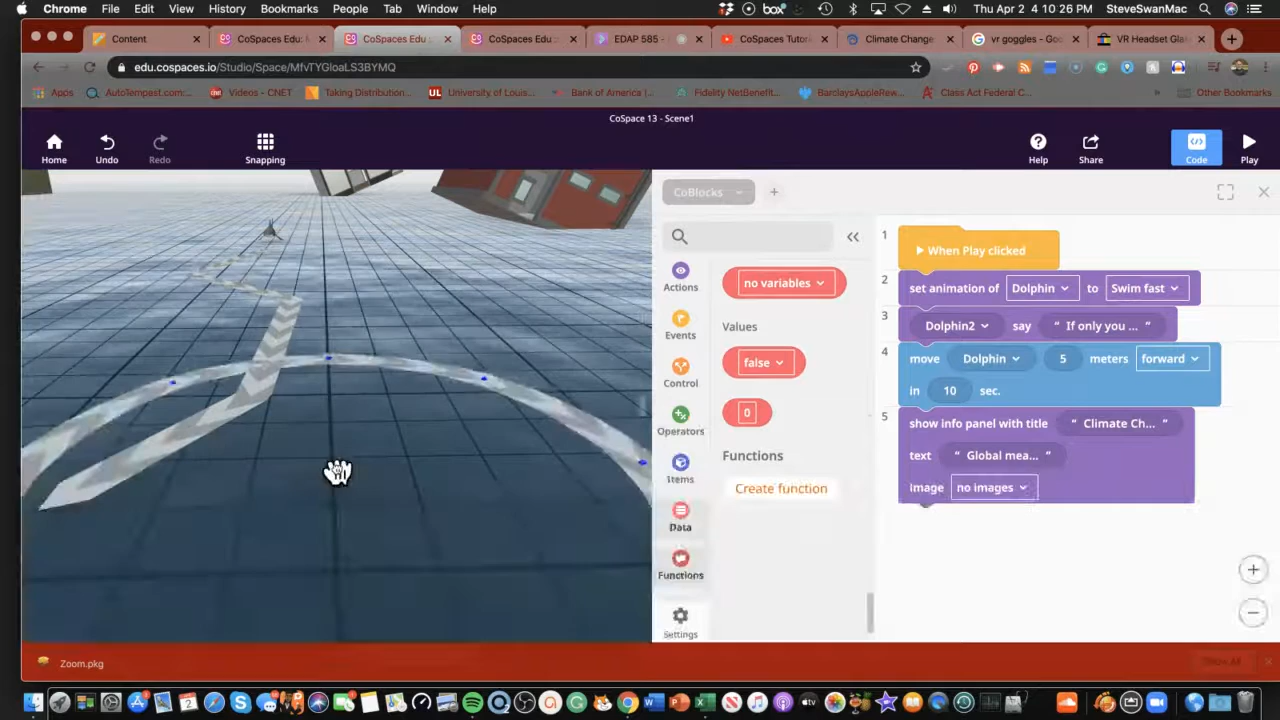 Chrome File Edit View History Bookmarks People Tab Window Help box Thu Apr 2 4:10:26 PM SteveSwanMac
Content CoSpaces Edu: M CoSpaces Edu CoSpaces Edu EDAP 585 - CoSpaces Tutori Climate Change vr goggles - Goo VR Headset Gla
edu.cospaces.io/Studio/Space/MfvTYGloaLS3BYMQ
Apps AutoTempest.com:... Videos - CNET Taking Distribution... University of Louis... Bank of America |... Fidelity NetBenefit... BarclaysAppleRew... Class Act Federal C... » Other Bookmarks
CoSpace 13 - Scene1
Home Undo Redo Snapping Help Share Code Play
CoBlocks +
Actions
Events
Control
Operators
Items
Data
Functions
Settings
no variables
Values
false
0
Functions
Create function
1 When Play clicked
2 set animation of Dolphin to Swim fast
3 Dolphin2 say “ If only you ... ”
4 move Dolphin 5 meters forward
in 10 sec.
5 show info panel with title “ Climate Ch... ”
text “ Global mea... ”
image no images
Zoom.pkg
Show All